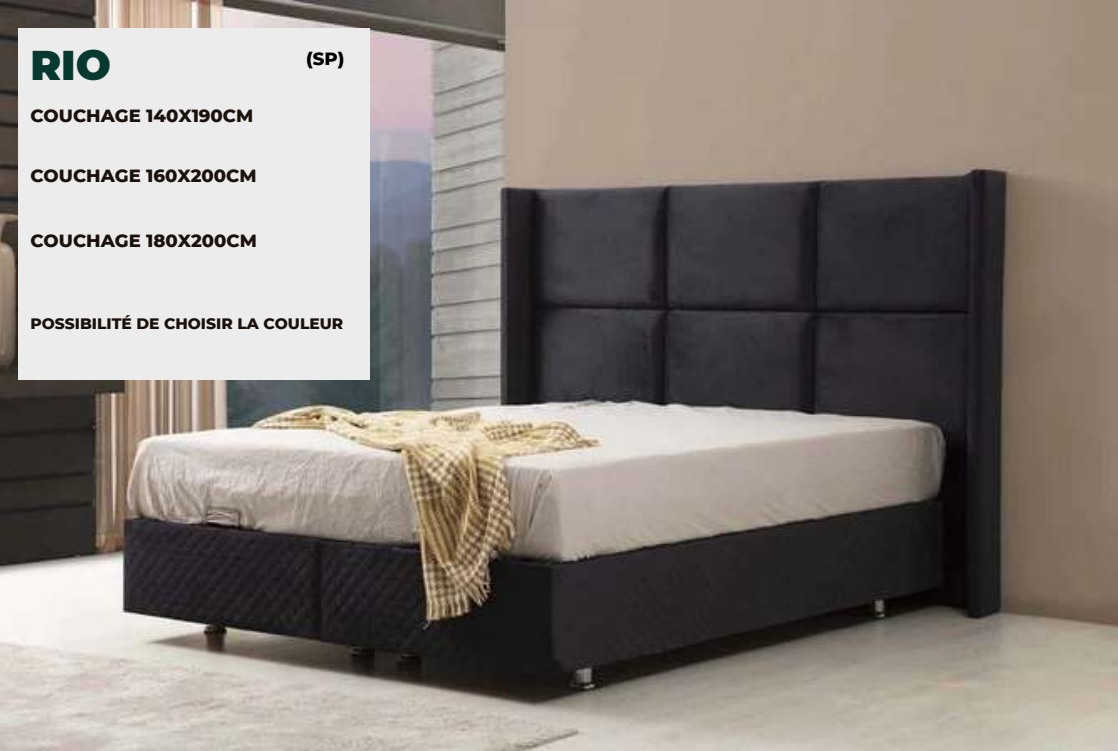 RIO (SP)
COUCHAGE 140X190CM
COUCHAGE 160X200CM
COUCHAGE 180X200CM
POSSIBILITÉ DE CHOISIR LA COULEUR